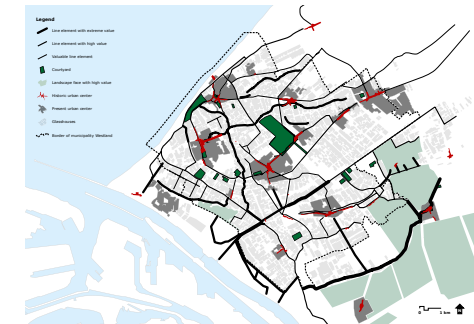 Legend
Line element with extreme value
Line element with high value
Valuable line element
Courtyard
Landscape face with high value
Historic urban center
Present urban center
Glasshouses
Border of municipality Westland
0 1 km